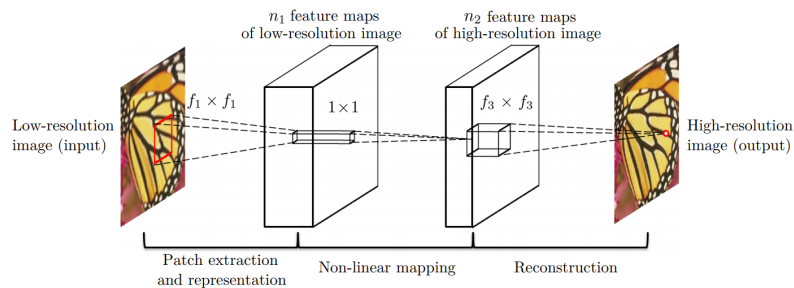 n₁ feature maps
of low-resolution image
n₂ feature maps
of high-resolution image
f₁ × f₁
1×1
f₃ × f₃
Low-resolution
image (input)
High-resolution
image (output)
Patch extraction
and representation
Non-linear mapping
Reconstruction